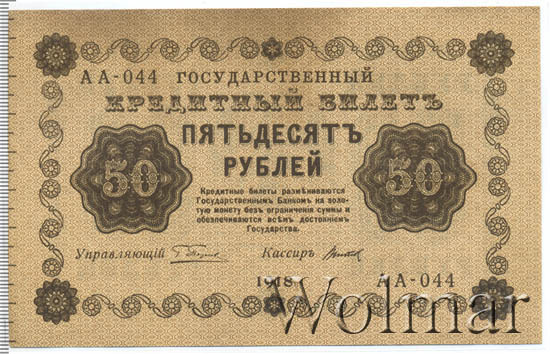 АА-044 ГОСУДАРСТВЕННЫЙ
КРЕДИТНЫЙ БИЛЕТЪ
ПЯТЬДЕСЯТЪ
РУБЛЕЙ
50
50
Кредитные билеты размѣниваются
Государственнымъ Банкомъ на золо-
тую монету безъ ограниченія суммы и
обезпечиваются всѣмъ достояніемъ
Государства.
Управляющій
Кассиръ
1918
АА-044
Wolmar